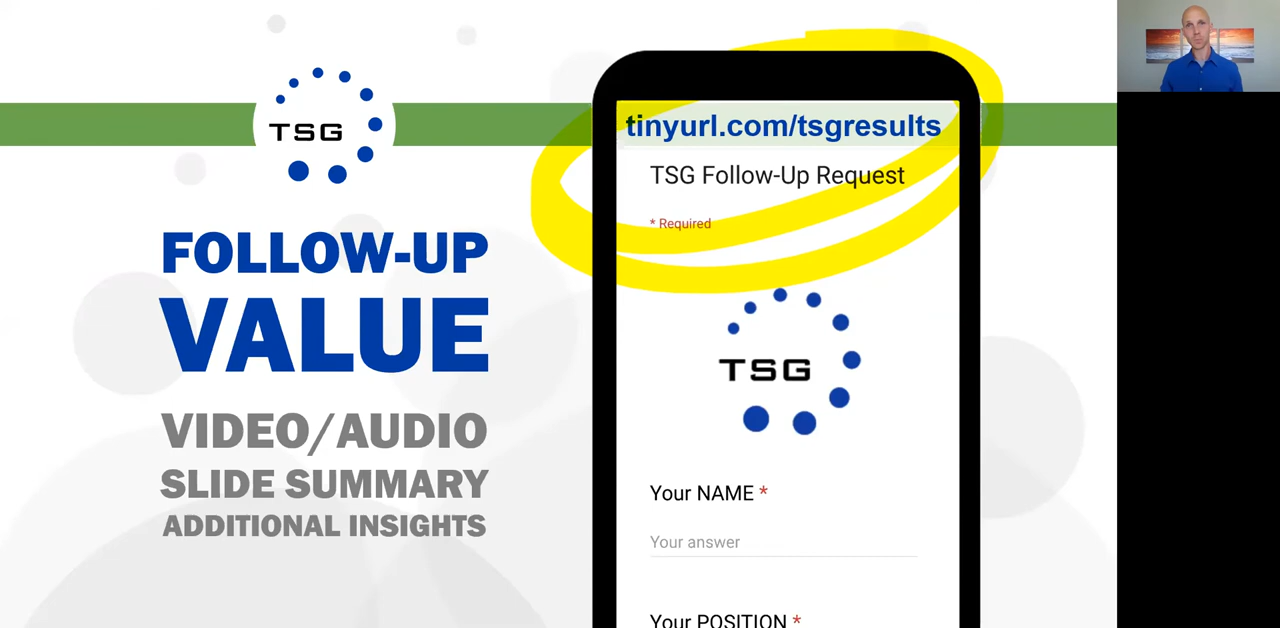 TSG
FOLLOW-UP
VALUE
VIDEO/AUDIO
SLIDE SUMMARY
ADDITIONAL INSIGHTS
tinyurl.com/tsgresults
TSG Follow-Up Request
* Required
TSG
Your NAME *
Your answer
Your POSITION *